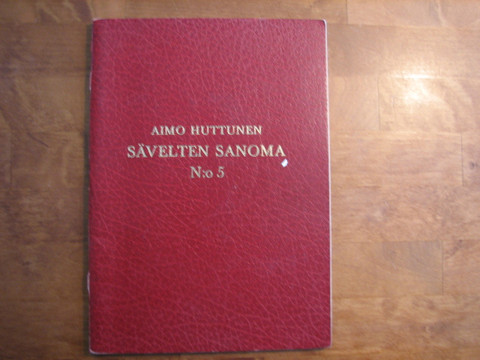 AIMO HUTTUNEN
SÄVELTEN SANOMA
N:o 5